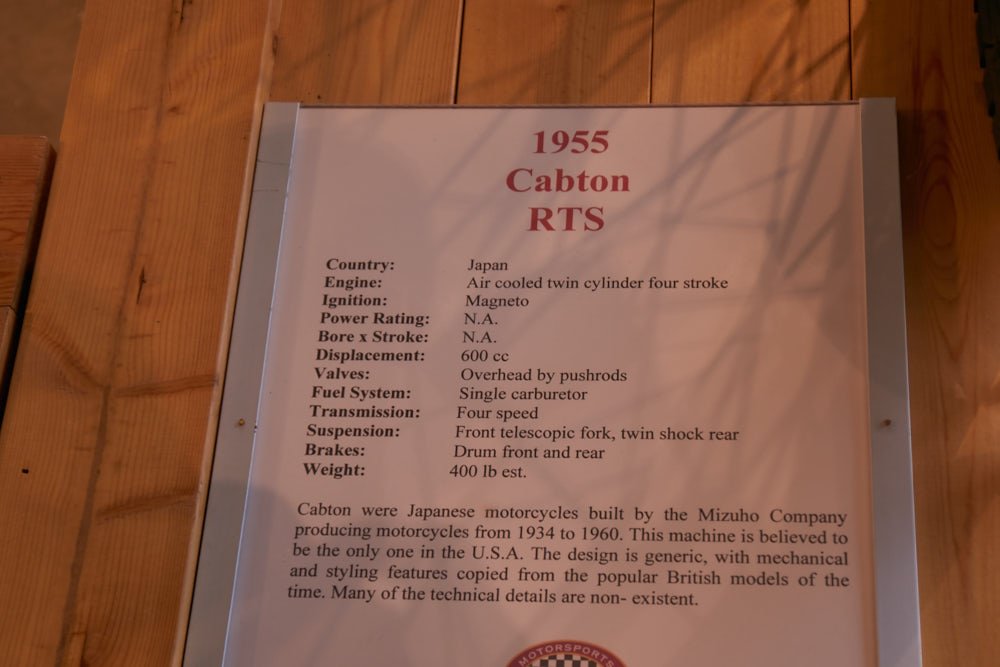 1955
Cabton
RTS
Country: Japan
Engine: Air cooled twin cylinder four stroke
Ignition: Magneto
Power Rating: N.A.
Bore x Stroke: N.A.
Displacement: 600 cc
Valves: Overhead by pushrods
Fuel System: Single carburetor
Transmission: Four speed
Suspension: Front telescopic fork, twin shock rear
Brakes: Drum front and rear
Weight: 400 lb est.
Cabton were Japanese motorcycles built by the Mizuho Company
producing motorcycles from 1934 to 1960. This machine is believed to
be the only one in the U.S.A. The design is generic, with mechanical
and styling features copied from the popular British models of the
time. Many of the technical details are non- existent.
MOTORSPORTS